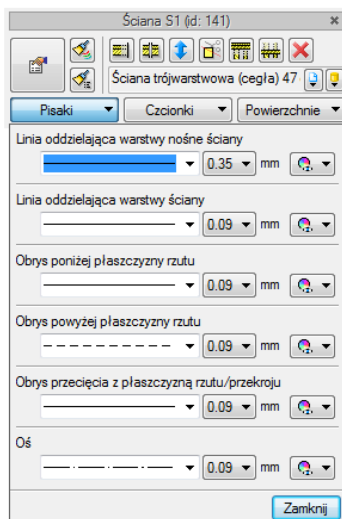 Ściana S1 (id: 141)
Ściana trójwarstwowa (cegła) 47
Pisaki Czcionki Powierzchnie
Linia oddzielająca warstwy nośne ściany
0.35 mm
Linia oddzielająca warstwy ściany
0.09 mm
Obrys poniżej płaszczyzny rzutu
0.09 mm
Obrys powyżej płaszczyzny rzutu
0.09 mm
Obrys przecięcia z płaszczyzną rzutu/przekroju
0.09 mm
Oś
0.09 mm
Zamknij